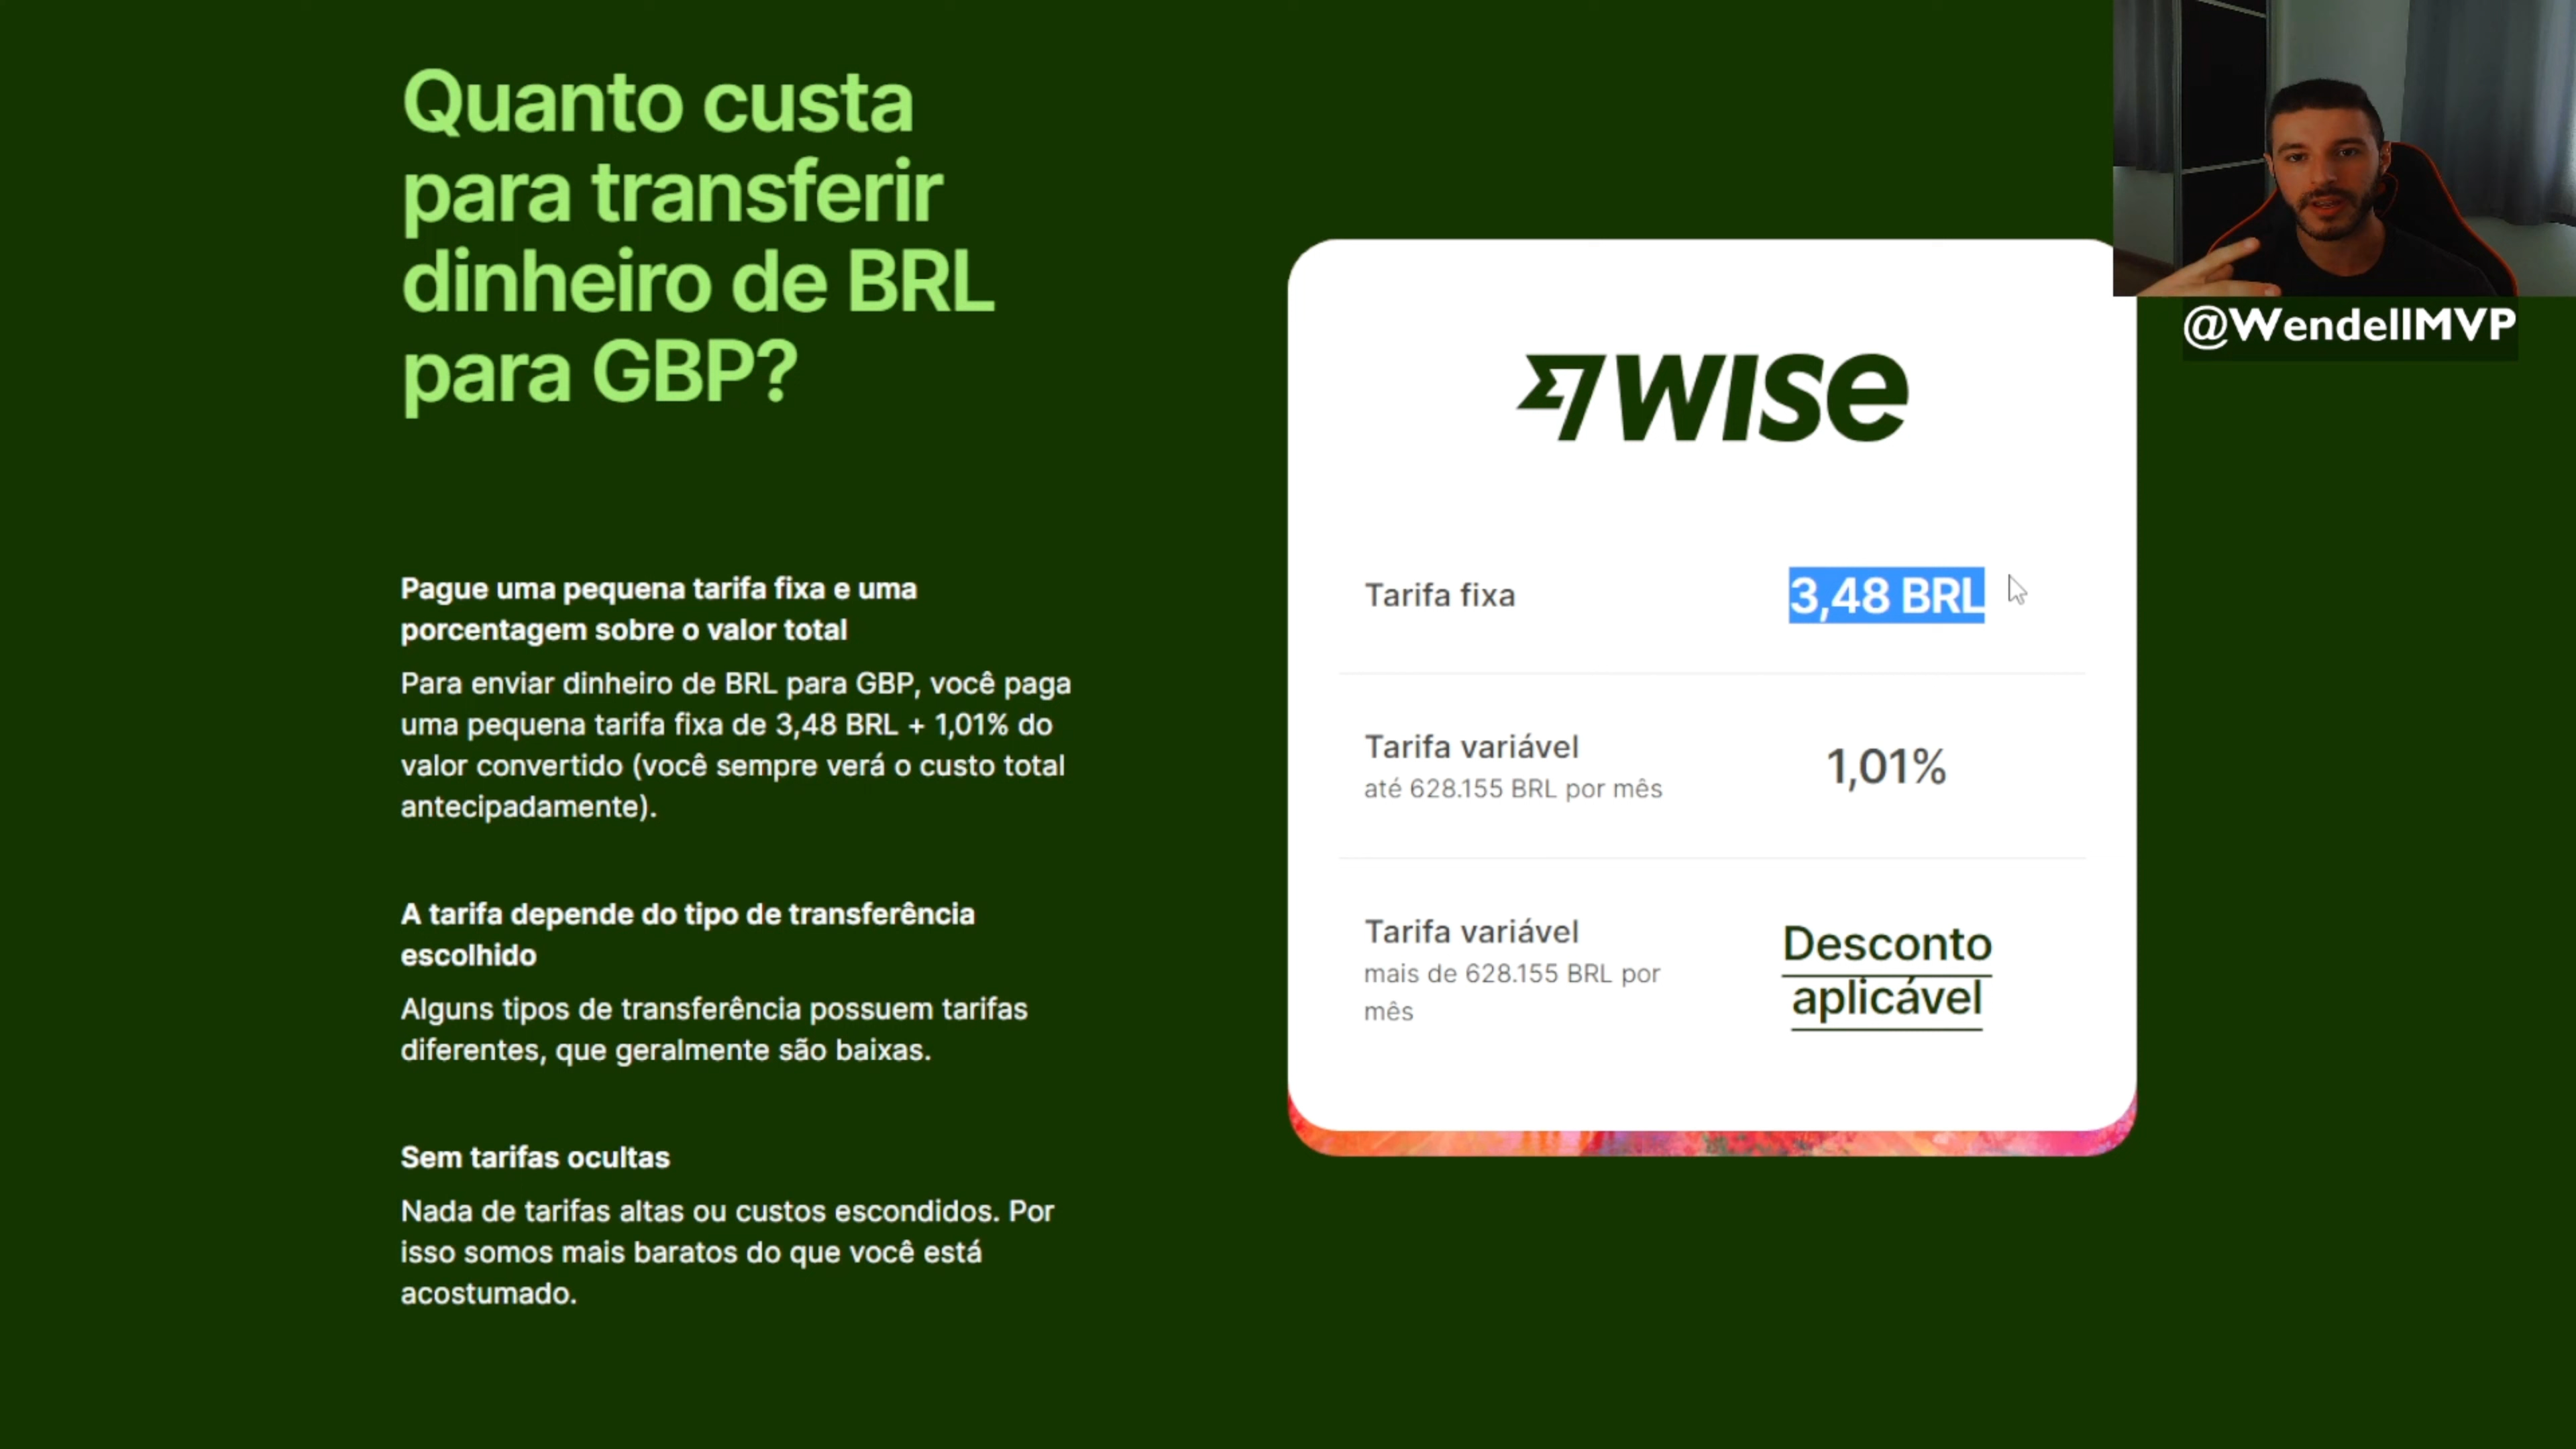 Quanto custa
para transferir
dinheiro de BRL
para GBP?
Pague uma pequena tarifa fixa e uma
porcentagem sobre o valor total
Para enviar dinheiro de BRL para GBP, você paga
uma pequena tarifa fixa de 3,48 BRL + 1,01% do
valor convertido (você sempre verá o custo total
antecipadamente).
A tarifa depende do tipo de transferência
escolhido
Alguns tipos de transferência possuem tarifas
diferentes, que geralmente são baixas.
Sem tarifas ocultas
Nada de tarifas altas ou custos escondidos. Por
isso somos mais baratos do que você está
acostumado.
@WendellMVP
WISE
Tarifa fixa
3,48 BRL
Tarifa variável
até 628.155 BRL por mês
1,01%
Tarifa variável
mais de 628.155 BRL por
mês
Desconto
aplicável